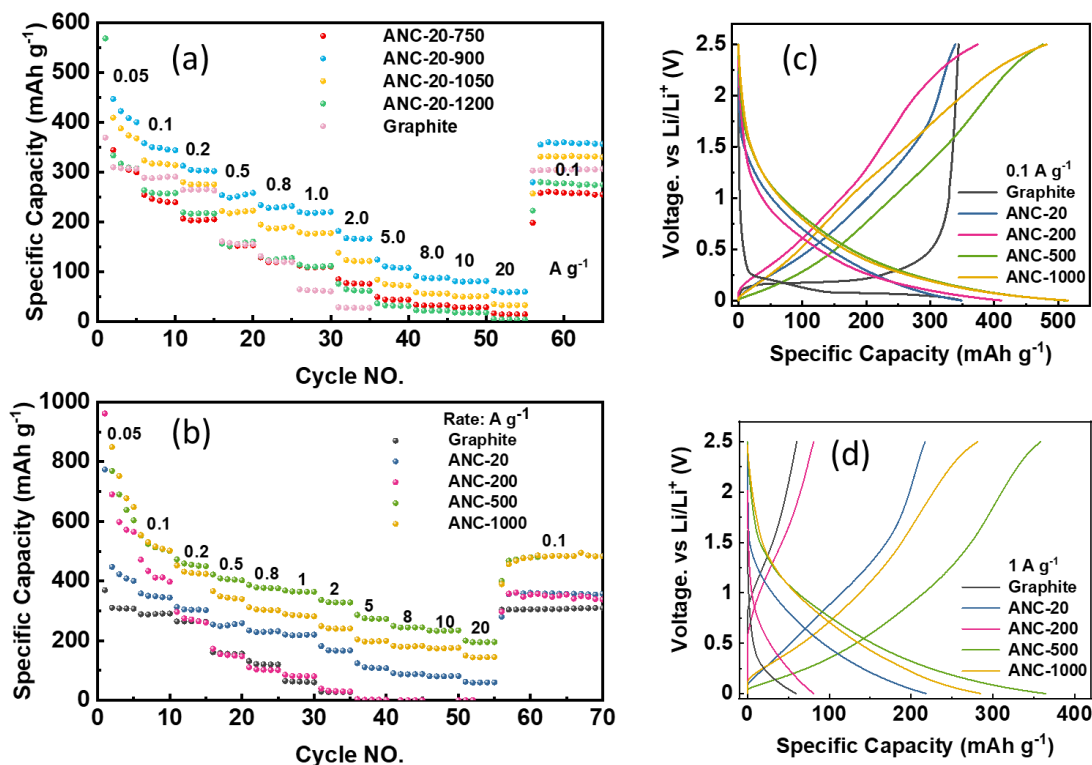 (a)
ANC-20-750
ANC-20-900
ANC-20-1050
ANC-20-1200
Graphite
0.05
0.1
0.2
0.5
0.8
1.0
2.0
5.0
8.0
10
20
A g-1
0.1
600
500
400
300
200
100
0
0 10 20 30 40 50 60
Specific Capacity (mAh g-1)
Cycle NO.
(c)
0.1 A g-1
Graphite
ANC-20
ANC-200
ANC-500
ANC-1000
2.5
2.0
1.5
1.0
0.5
0
0 100 200 300 400 500
Voltage. vs Li/Li+ (V)
Specific Capacity (mAh g-1)
(b)
Rate: A g-1
Graphite
ANC-20
ANC-200
ANC-500
ANC-1000
0.05
0.1
0.2
0.5
0.8
1
2
5
8
10
20
0.1
1000
800
600
400
200
0
0 10 20 30 40 50 60 70
Specific Capacity (mAh g-1)
Cycle NO.
(d)
1 A g-1
Graphite
ANC-20
ANC-200
ANC-500
ANC-1000
2.5
2.0
1.5
1.0
0.5
0
0 100 200 300 400
Voltage. vs Li/Li+ (V)
Specific Capacity (mAh g-1)